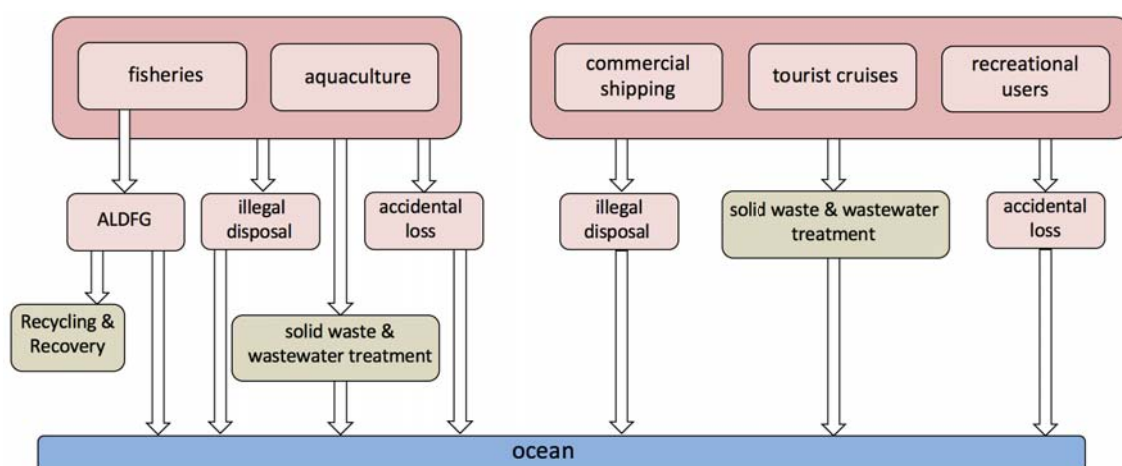 fisheries
aquaculture
commercial
shipping
tourist cruises
recreational
users
ALDFG
illegal
disposal
accidental
loss
illegal
disposal
solid waste & wastewater
treatment
accidental
loss
Recycling &
Recovery
solid waste &
wastewater treatment
ocean